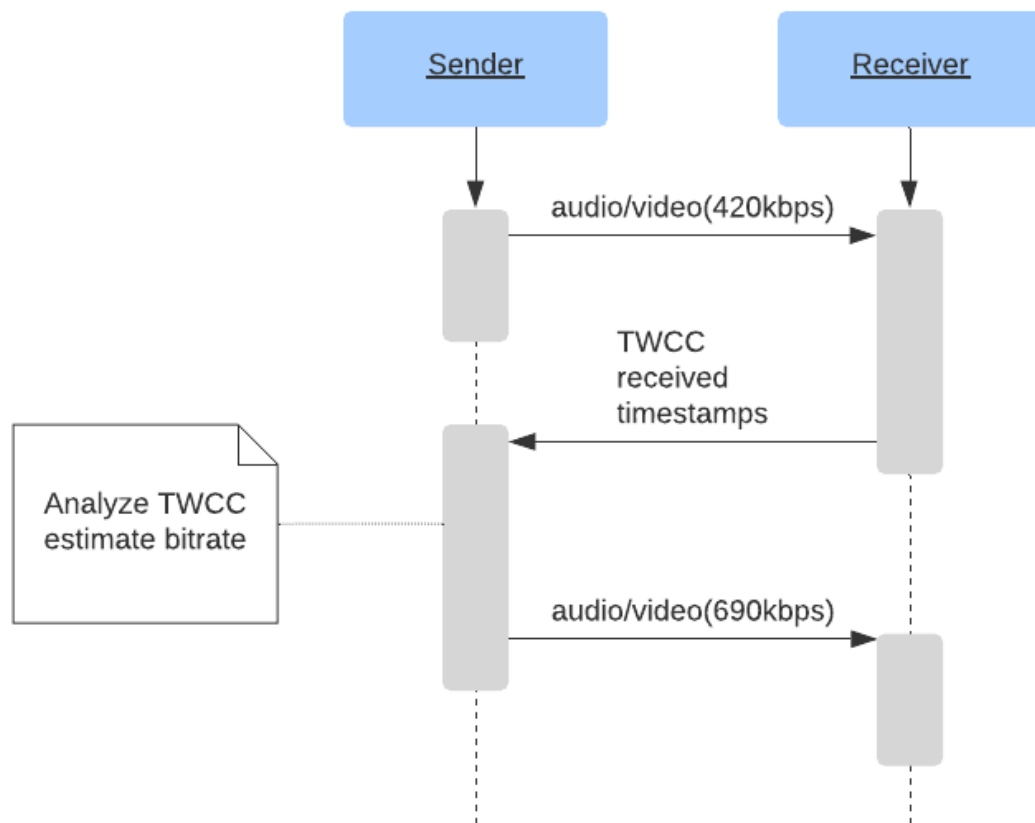 Sender
Receiver
audio/video(420kbps)
TWCC
received
timestamps
Analyze TWCC
estimate bitrate
audio/video(690kbps)